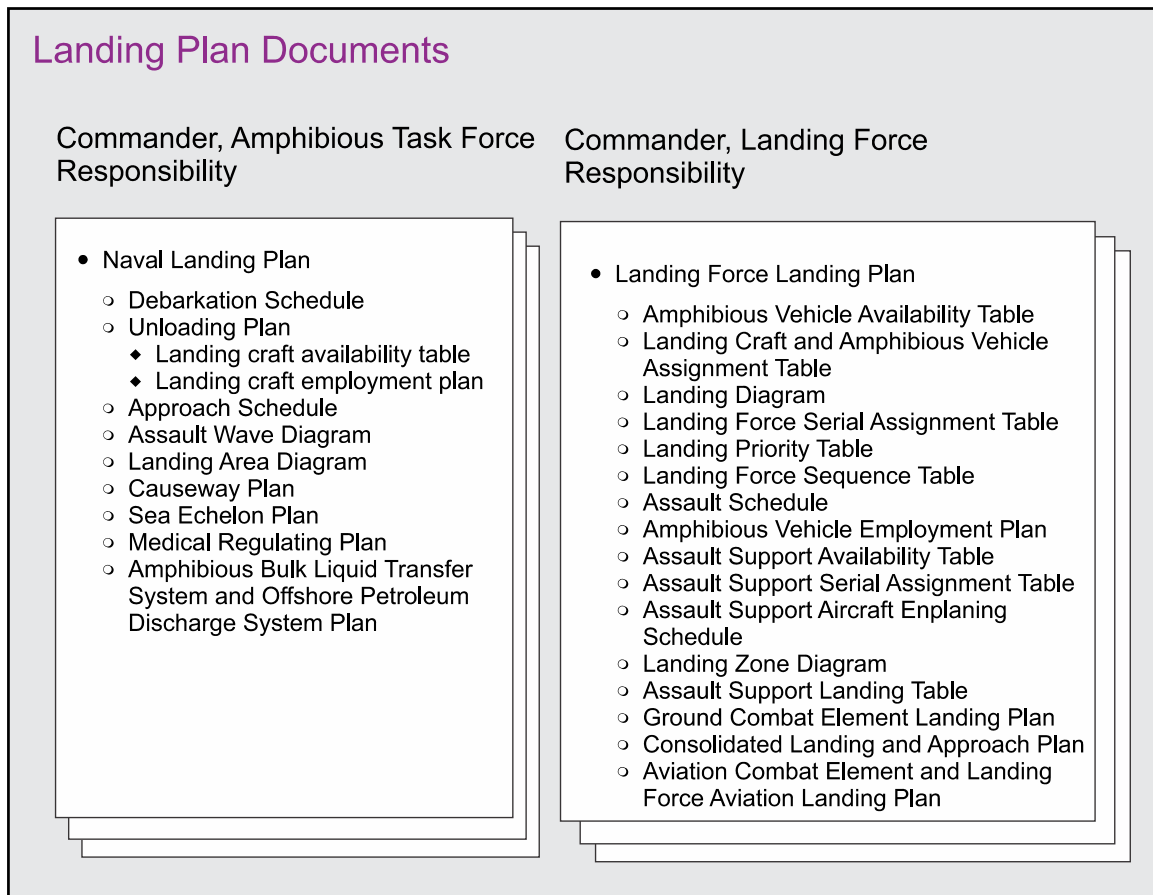 Landing Plan Documents
Commander, Amphibious Task Force
Responsibility
• Naval Landing Plan
○ Debarkation Schedule
○ Unloading Plan
◆ Landing craft availability table
◆ Landing craft employment plan
○ Approach Schedule
○ Assault Wave Diagram
○ Landing Area Diagram
○ Causeway Plan
○ Sea Echelon Plan
○ Medical Regulating Plan
○ Amphibious Bulk Liquid Transfer
System and Offshore Petroleum
Discharge System Plan
Commander, Landing Force
Responsibility
• Landing Force Landing Plan
○ Amphibious Vehicle Availability Table
○ Landing Craft and Amphibious Vehicle
Assignment Table
○ Landing Diagram
○ Landing Force Serial Assignment Table
○ Landing Priority Table
○ Landing Force Sequence Table
○ Assault Schedule
○ Amphibious Vehicle Employment Plan
○ Assault Support Availability Table
○ Assault Support Serial Assignment Table
○ Assault Support Aircraft Enplaning
Schedule
○ Landing Zone Diagram
○ Assault Support Landing Table
○ Ground Combat Element Landing Plan
○ Consolidated Landing and Approach Plan
○ Aviation Combat Element and Landing
Force Aviation Landing Plan